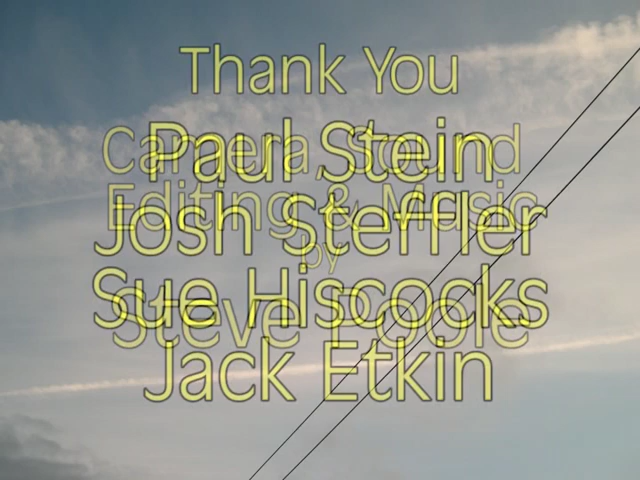 Thank You
Paul Stein
Josh Steffler
Sue Hiscocks
Jack Etkin
Camera, Sound
Editing & Music
by
Steve Poole